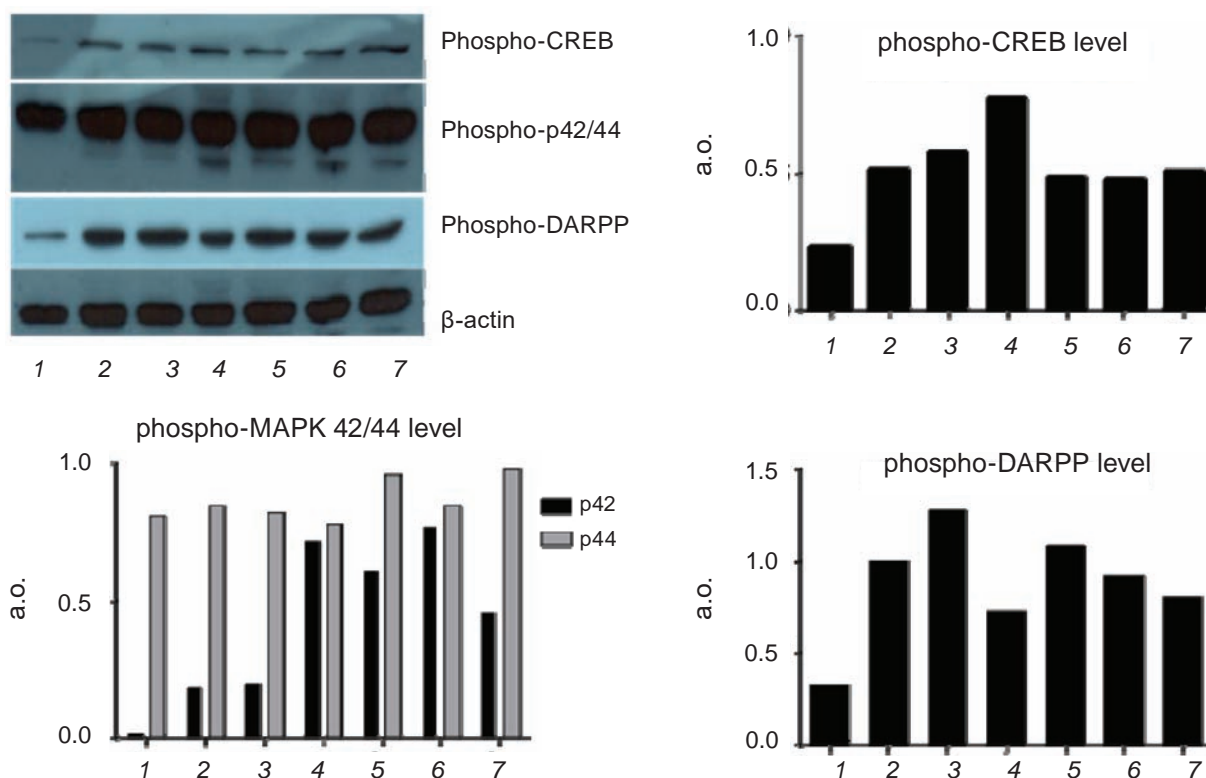 Phospho-CREB
Phospho-p42/44
Phospho-DARPP
β-actin
1 2 3 4 5 6 7
phospho-CREB level
1.0
0.5
0.0
a.o.
1 2 3 4 5 6 7
phospho-MAPK 42/44 level
1.0
0.5
0.0
a.o.
p42
p44
1 2 3 4 5 6 7
phospho-DARPP level
1.5
1.0
0.5
0.0
a.o.
1 2 3 4 5 6 7